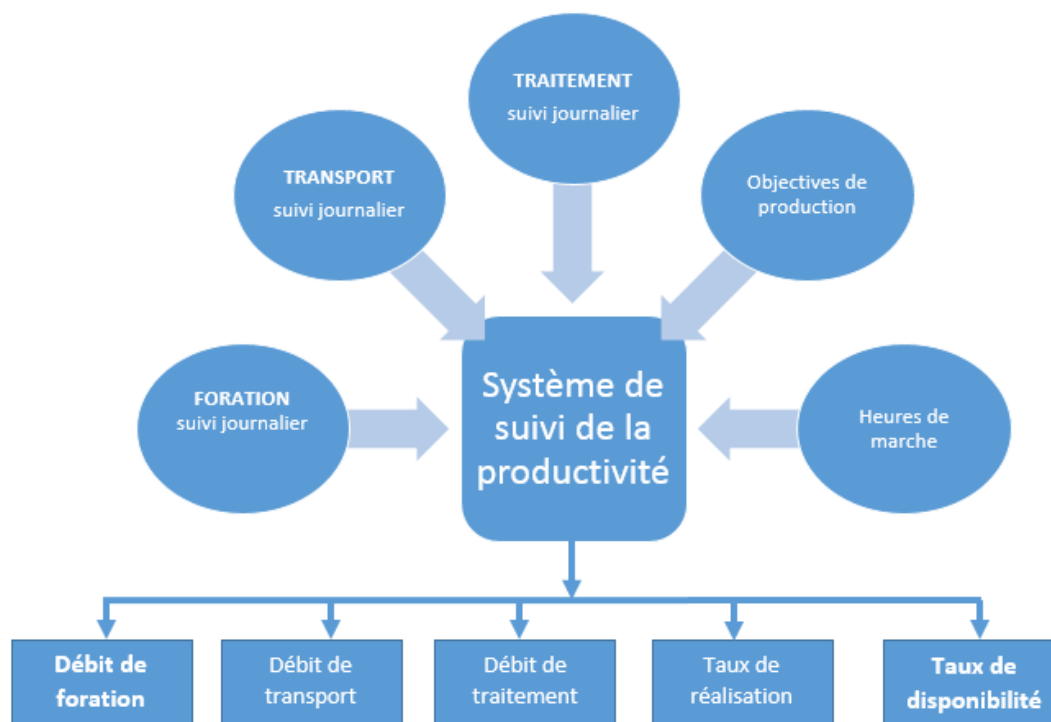 TRAITEMENT
suivi journalier
TRANSPORT
suivi journalier
Objectives de
production
FORATION
suivi journalier
Système de
suivi de la
productivité
Heures de
marche
Débit de
foration
Débit de
transport
Débit de
traitement
Taux de
réalisation
Taux de
disponibilité